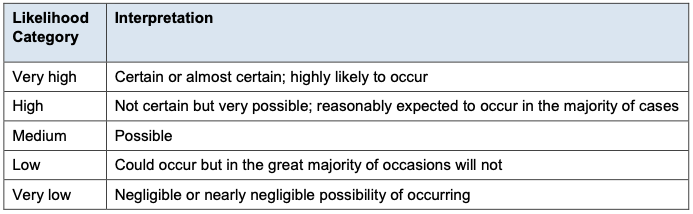 Likelihood Interpretation
Category
Very high Certain or almost certain; highly likely to occur
High Not certain but very possible; reasonably expected to occur in the majority of cases
Medium Possible
Low Could occur but in the great majority of occasions will not
Very low Negligible or nearly negligible possibility of occurring